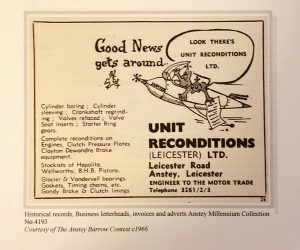 Good News
gets around..
LOOK THERE'S
UNIT RECONDITIONS
LTD.
Cylinder boring ; Cylinder
sleeving ; Crankshaft regrind-
ing ; Valves refaced ; Valve
Seat inserts ; Starter Ring
gears.
Complete reconditions on
Engines, Clutch Pressure Plates
Clayton Dewandre Brake
equipment.
Stockists of Hepolite,
Wellworthy, B.H.B. Pistons.
Glacier & Vandervell bearings
Gaskets, Timing chains, etc.
Gandy Brake & Clutch linings
UNIT
RECONDITIONS
(LEICESTER) LTD.
Leicester Road
Anstey, Leicester
ENGINEER TO THE MOTOR TRADE
Telephone 3261/2/3
Historical records, Business letterheads, invoices and adverts Anstey Millennium Collection
No.4193
Courtesy of The Anstey Barrow Contest c1966